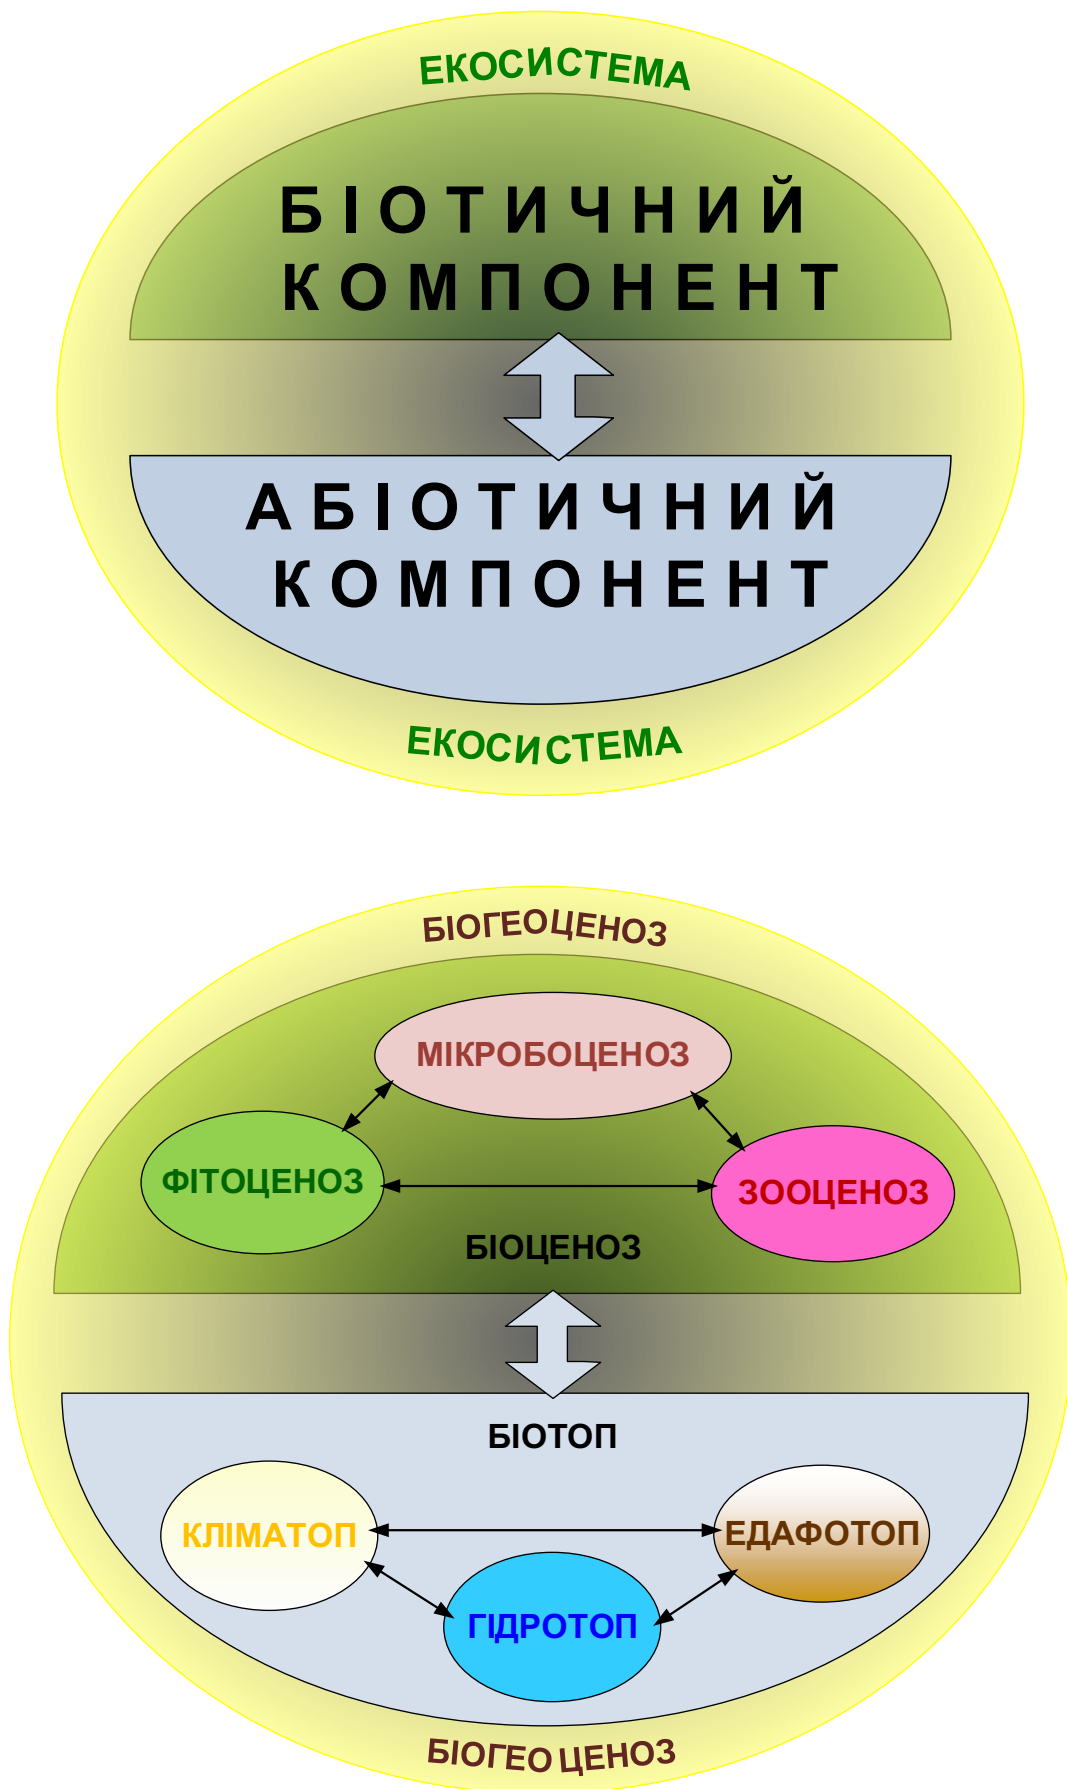 ЕКОСИСТЕМА
БІОТИЧНИЙ
КОМПОНЕНТ
АБІОТИЧНИЙ
КОМПОНЕНТ
ЕКОСИСТЕМА
БІОГЕОЦЕНОЗ
МІКРОБОЦЕНОЗ
ФІТОЦЕНОЗ
ЗООЦЕНОЗ
БІОЦЕНОЗ
БІОТОП
КЛІМАТОП
ЕДАФОТОП
ГІДРОТОП
БІОГЕОЦЕНОЗ